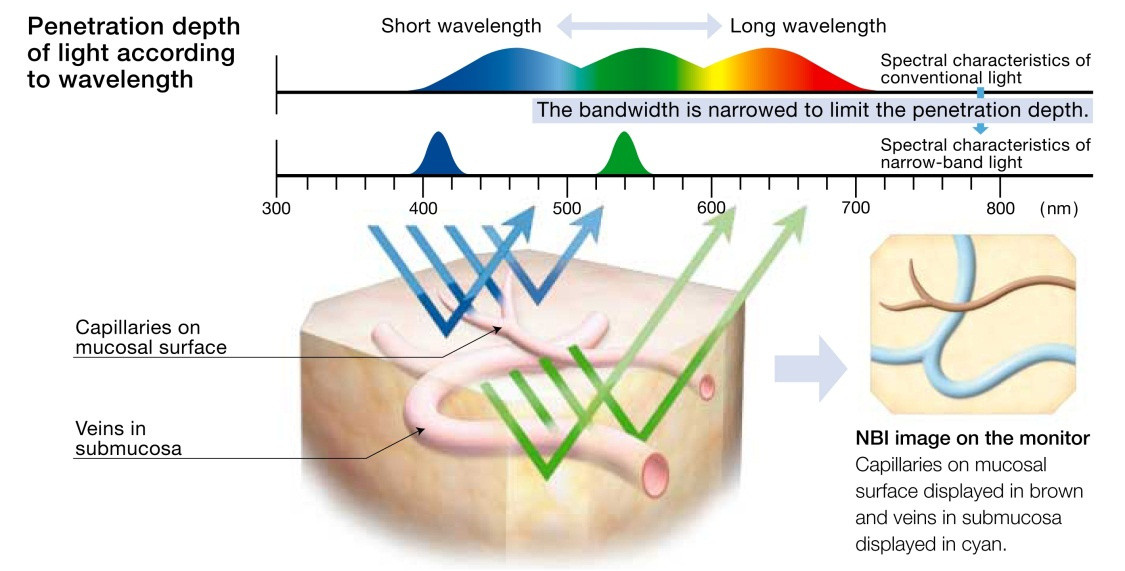 Penetration depth
of light according
to wavelength
Short wavelength
Long wavelength
Spectral characteristics of
conventional light
The bandwidth is narrowed to limit the penetration depth.
Spectral characteristics of
narrow-band light
300 400 500 600 700 800 (nm)
Capillaries on
mucosal surface
Veins in
submucosa
NBI image on the monitor
Capillaries on mucosal
surface displayed in brown
and veins in submucosa
displayed in cyan.